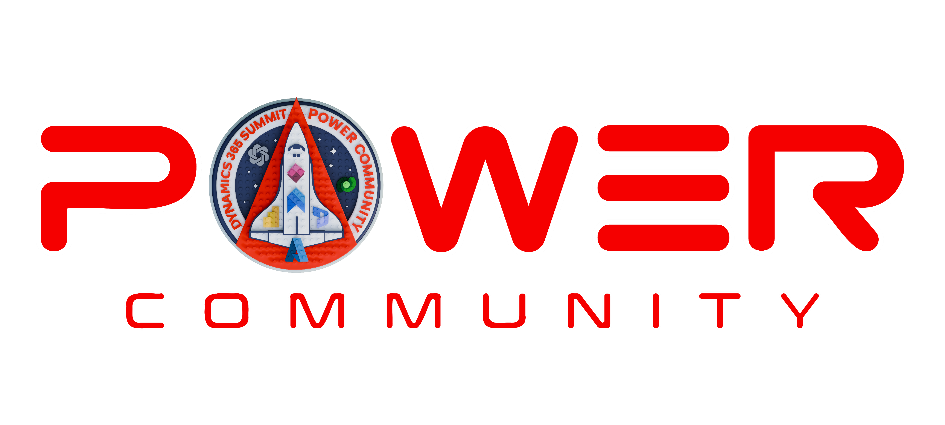 POWER
DYNAMICS 365 SUMMIT
POWER COMMUNITY
COMMUNITY